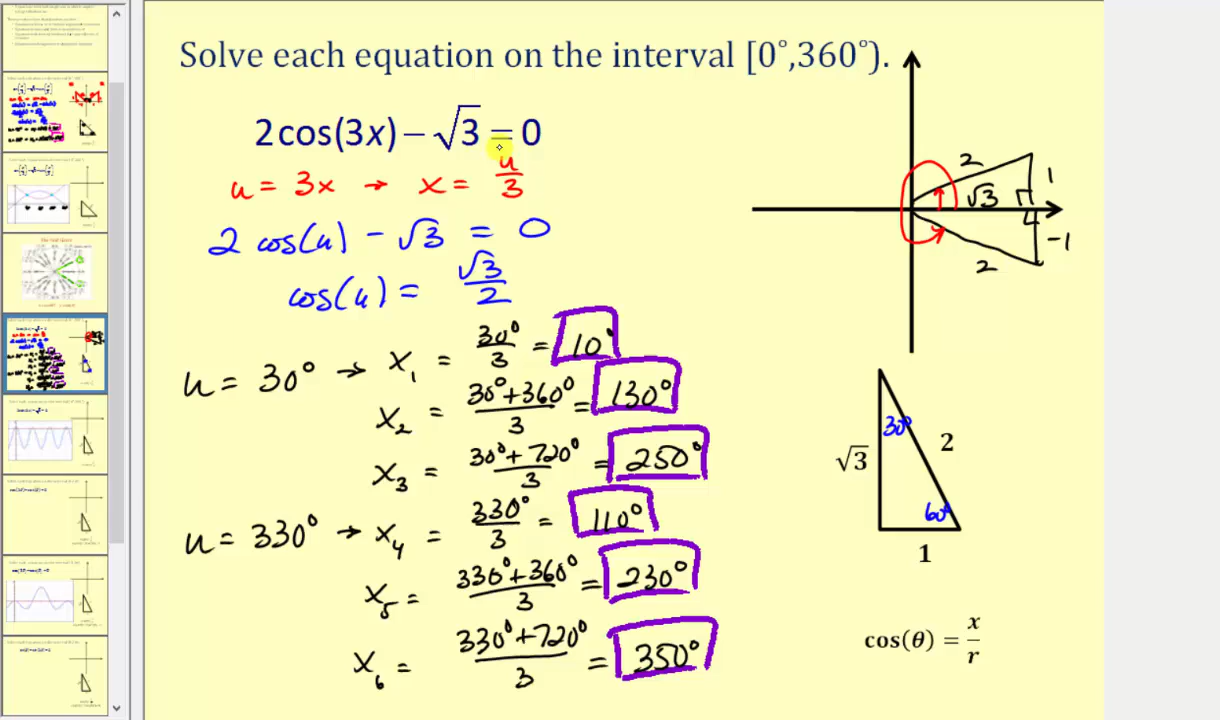 Solve each equation on the interval [0°,360°).
2cos(3x) − √3 = 0
u = 3x → x = u/3
2 cos(u) − √3 = 0
cos(u) = √3/2
u = 30° → x₁ = 30°/3 = 10°
x₂ = (30°+360°)/3 = 130°
x₃ = (30°+720°)/3 = 250°
u = 330° → x₄ = 330°/3 = 110°
x₅ = (330°+360°)/3 = 230°
x₆ = (330°+720°)/3 = 350°
2
√3
1
2
−1
30°
√3
2
60°
1
cos(θ) = x/r